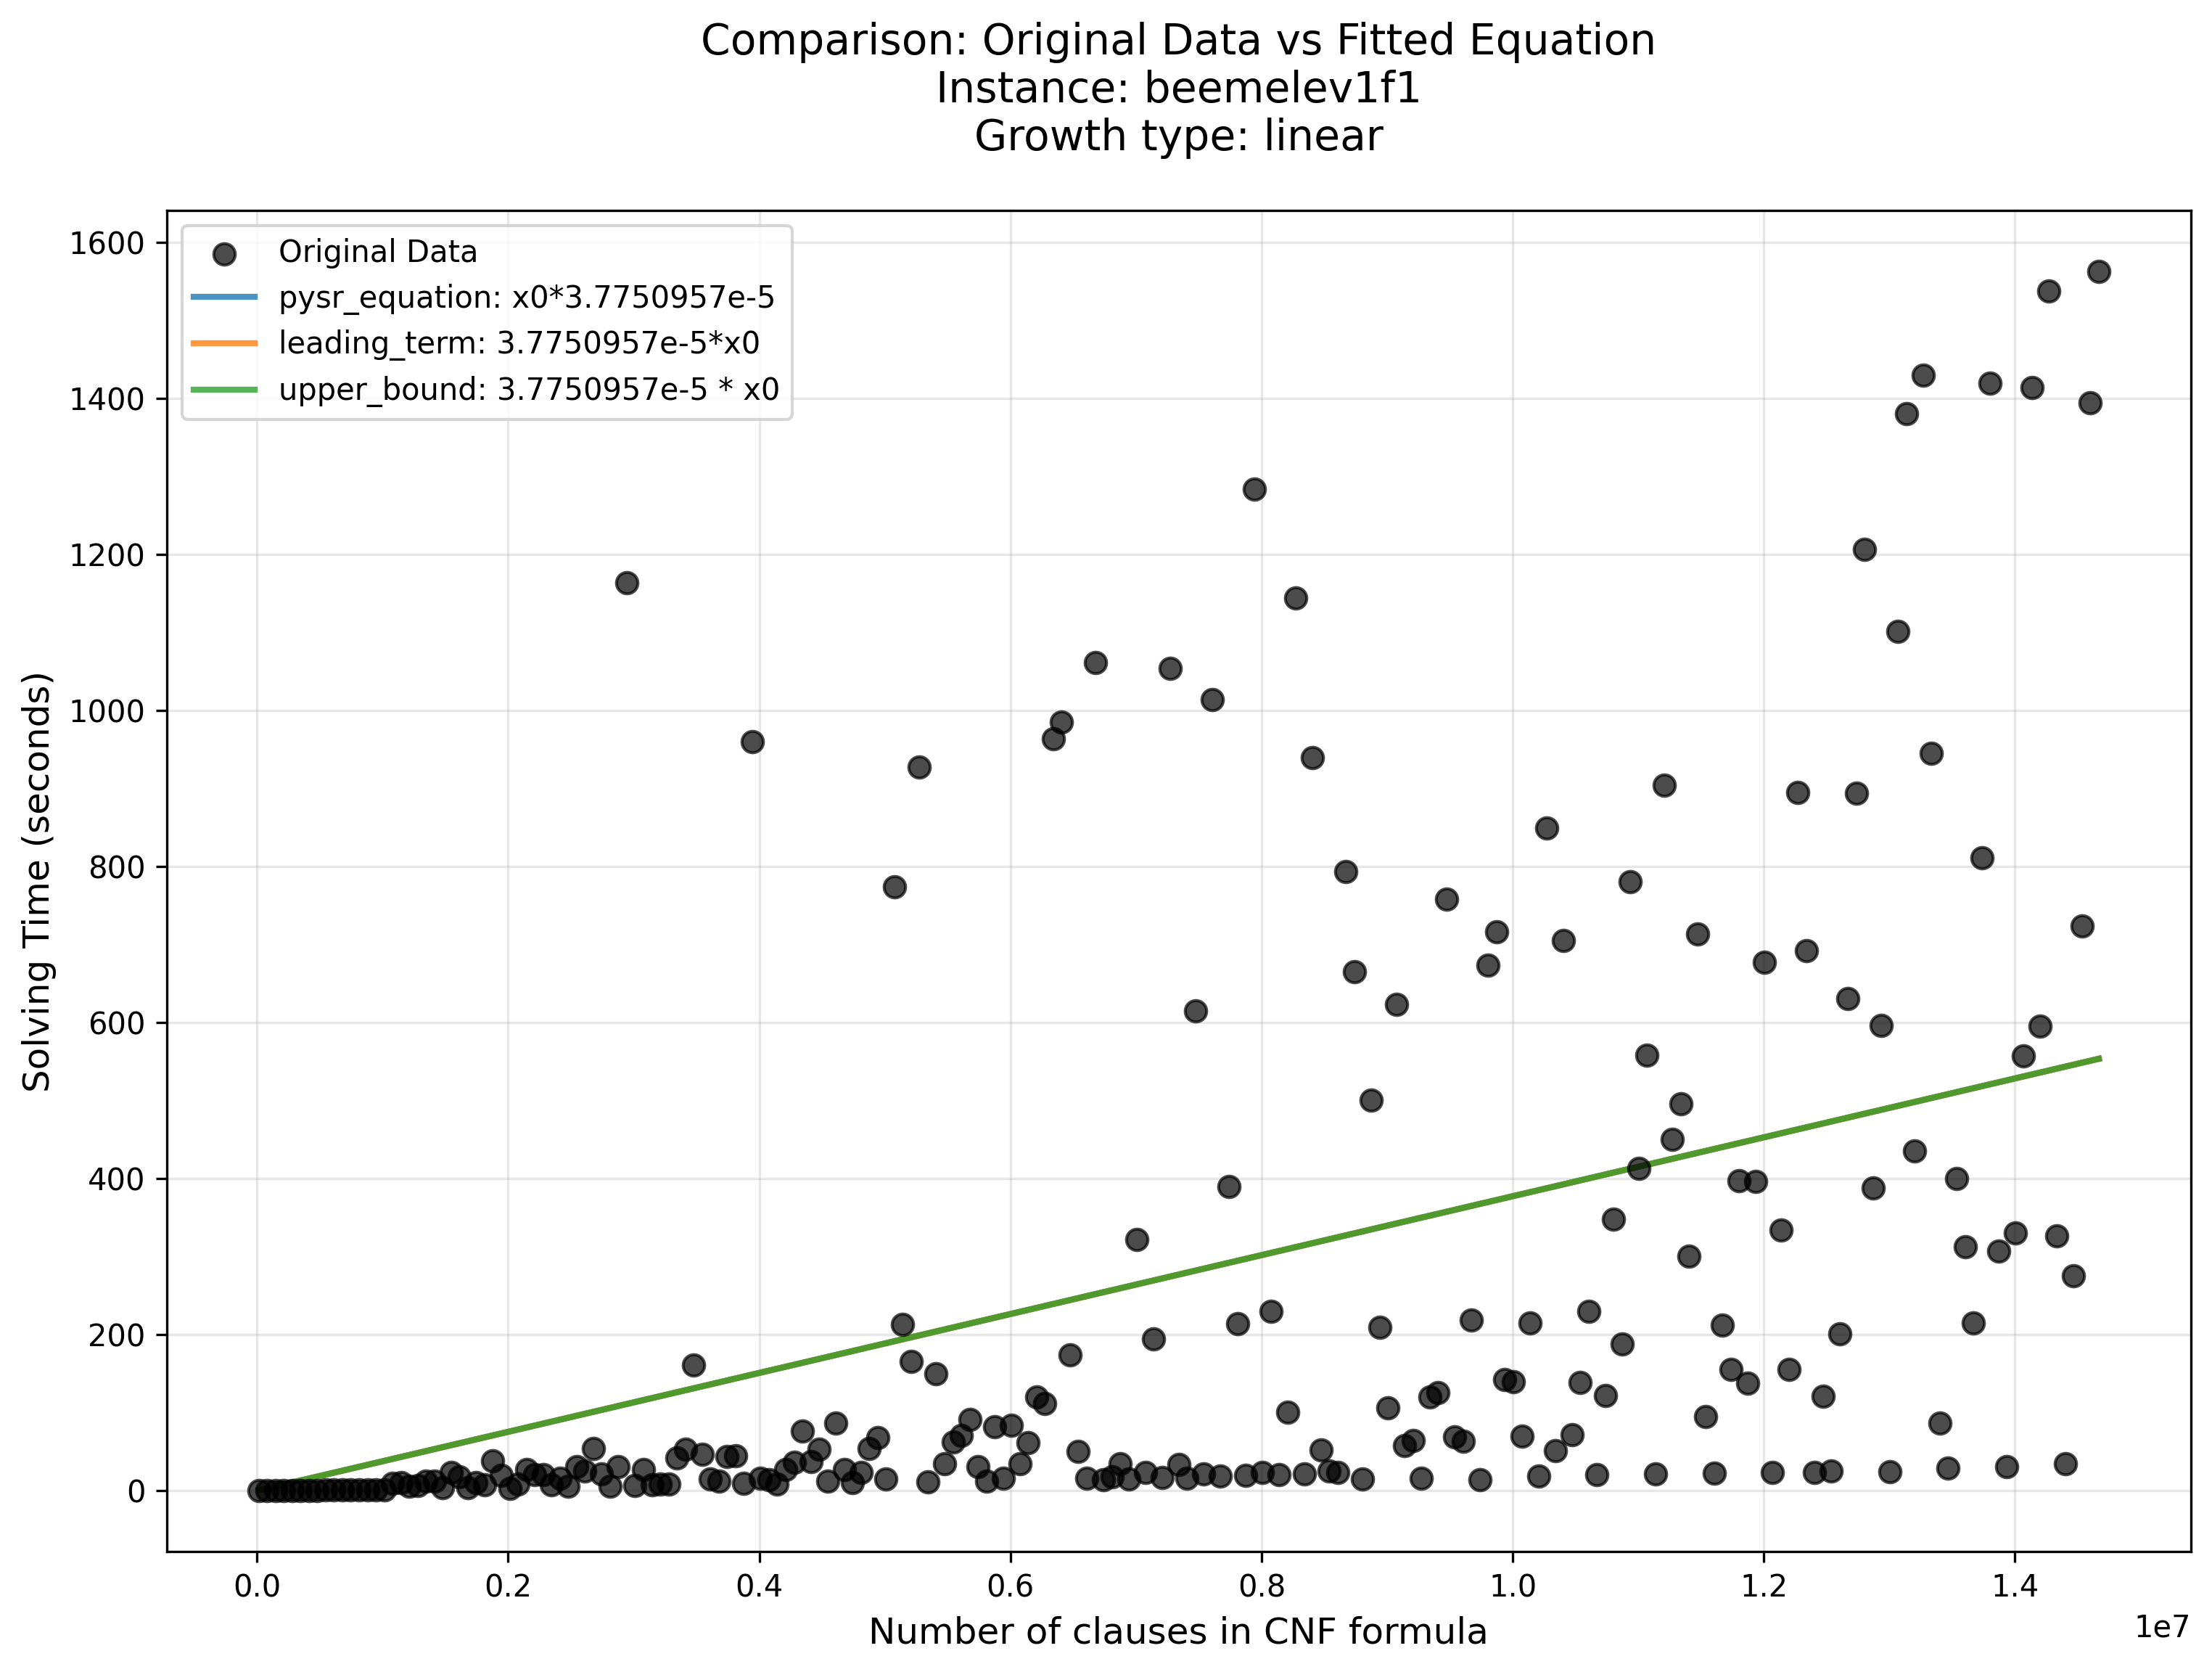 Comparison: Original Data vs Fitted Equation
Instance: beemelev1f1
Growth type: linear
Original Data
pysr_equation: x0*3.7750957e-5
leading_term: 3.7750957e-5*x0
upper_bound: 3.7750957e-5 * x0
Solving Time (seconds)
1600
1400
1200
1000
800
600
400
200
0
0.0 0.2 0.4 0.6 0.8 1.0 1.2 1.4
1e7
Number of clauses in CNF formula